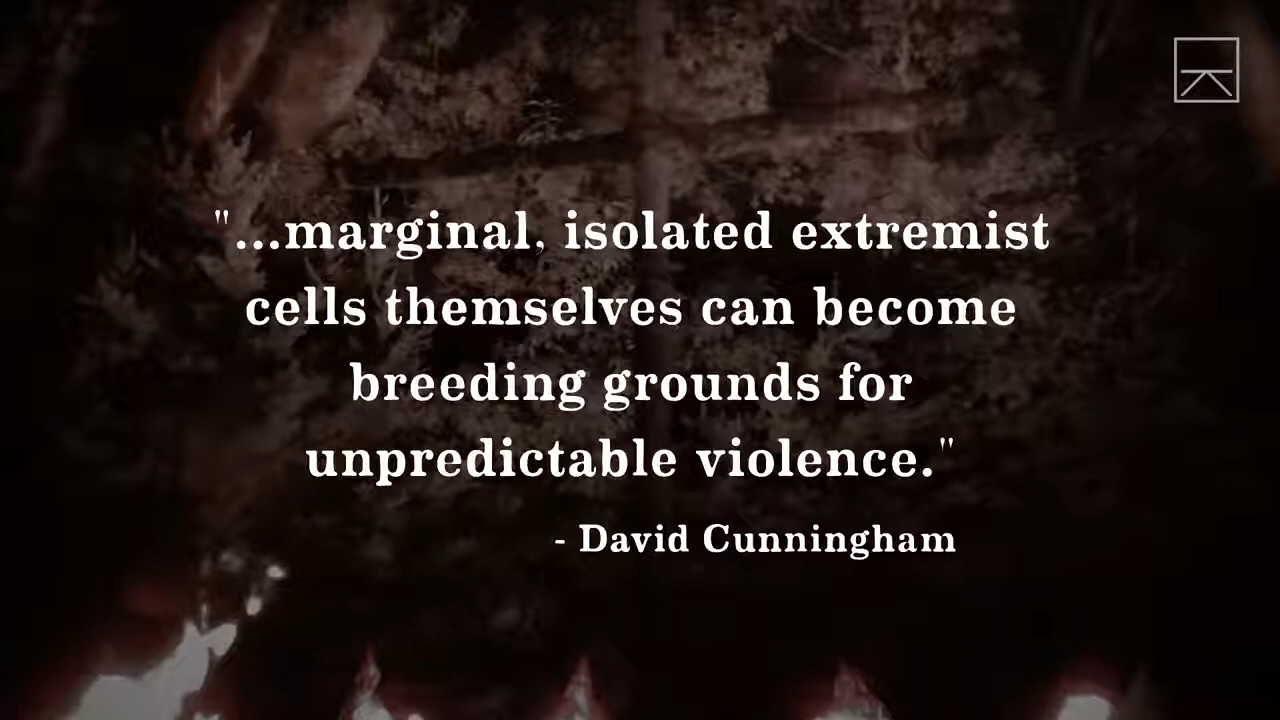 "...marginal, isolated extremist
cells themselves can become
breeding grounds for
unpredictable violence."
- David Cunningham